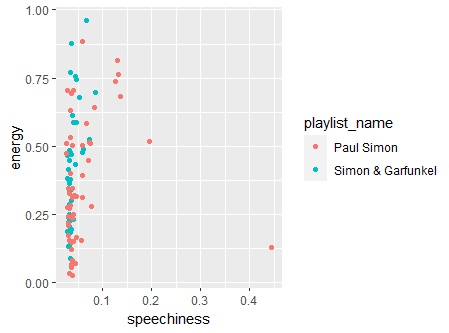 1.00
0.75
0.50
0.25
0.00
energy
0.1
0.2
0.3
0.4
speechiness
playlist_name
Paul Simon
Simon & Garfunkel